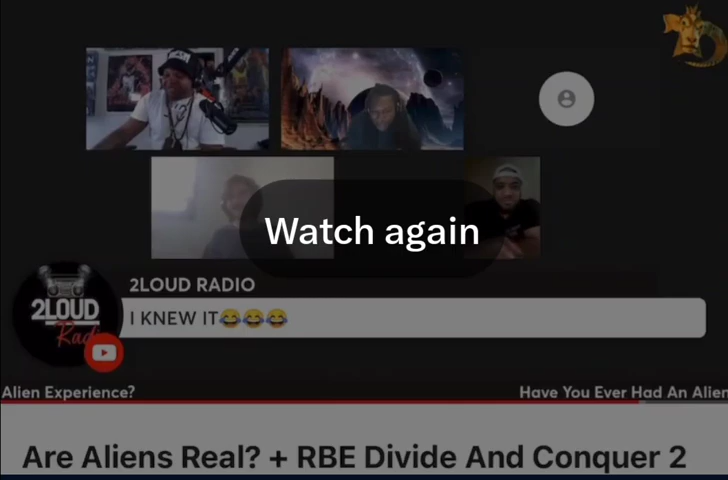 Watch again
2LOUD RADIO
2LOUD
Radio
I KNEW IT😂😂😂
Alien Experience?
Have You Ever Had An Alien
Are Aliens Real? + RBE Divide And Conquer 2